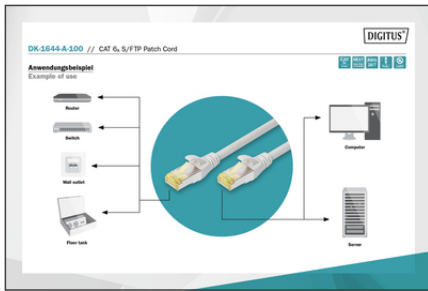 DIGITUS®
DK-1644-A-100 // CAT 6A S/FTP Patch Cord
Anwendungsbeispiel
Example of use
Router
Switch
Wall outlet
Floor tank
Computer
Server